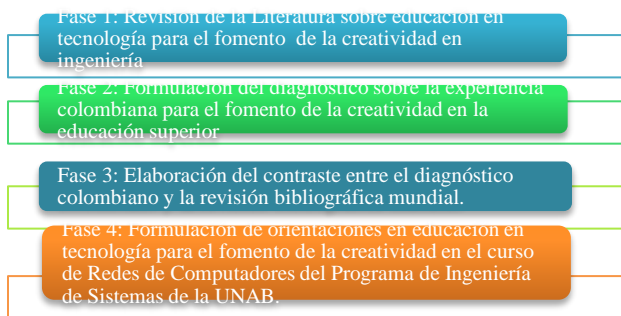 Fase 1: Revisión de la Literatura sobre educación en
tecnología para el fomento  de la creatividad en
ingeniería
Fase 2: Formulación del diagnóstico sobre la experiencia
colombiana para el fomento de la creatividad en la
educación superior
Fase 3: Elaboración del contraste entre el diagnóstico
colombiano y la revisión bibliográfica mundial.
Fase 4: Formulación de orientaciones en educación en
tecnología para el fomento de la creatividad en el curso
de Redes de Computadores del Programa de Ingeniería
de Sistemas de la UNAB.